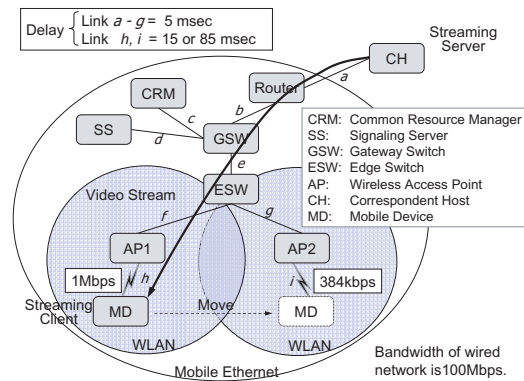 Delay
Link a - g = 5 msec
Link h, i = 15 or 85 msec
Streaming
Server
CH
a
Router
CRM
b
c
SS
d
GSW
e
CRM: Common Resource Manager
SS: Signaling Server
GSW: Gateway Switch
ESW: Edge Switch
AP: Wireless Access Point
CH: Correspondent Host
MD: Mobile Device
ESW
Video Stream
f
g
AP1
AP2
1Mbps
h
i
384kbps
Streaming
Client
MD
Move
MD
WLAN
WLAN
Mobile Ethernet
Bandwidth of wired
network is100Mbps.